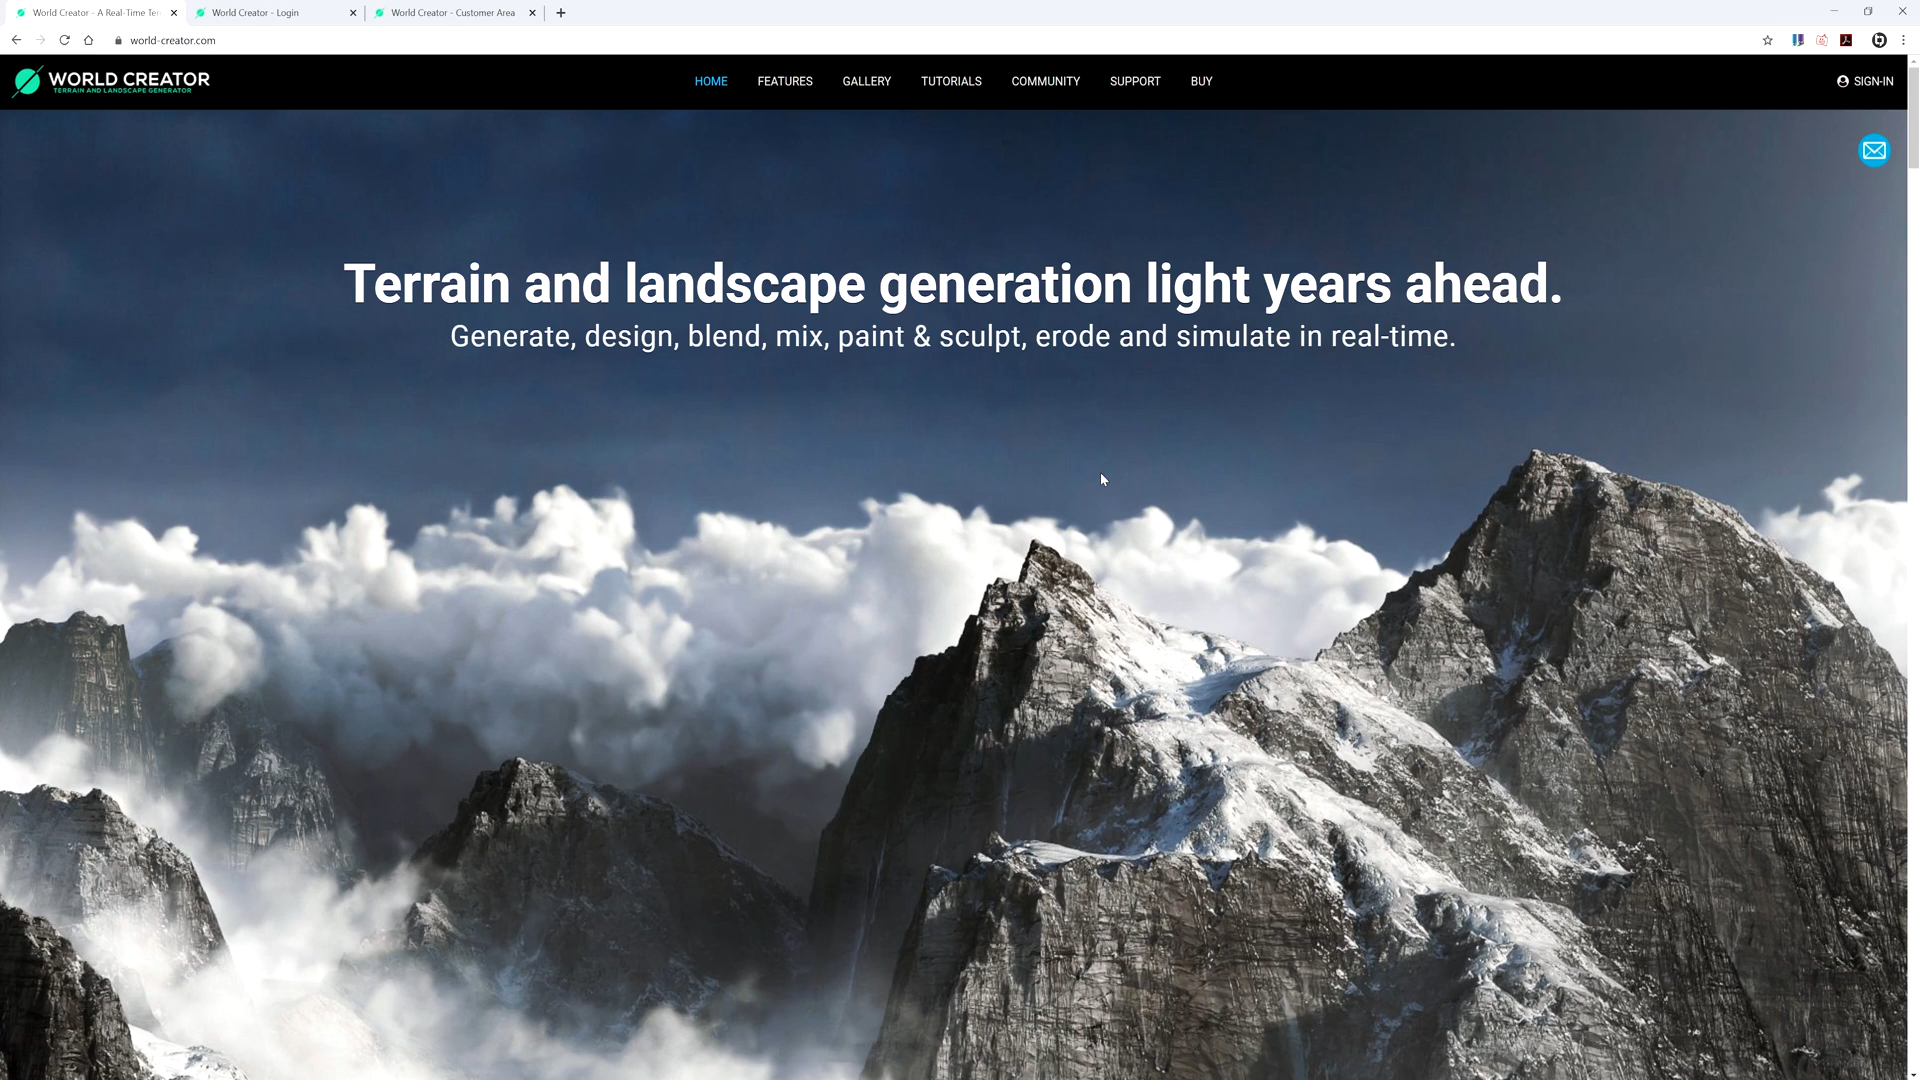 World Creator - A Real-Time Ter
World Creator - Login
World Creator - Customer Area
world-creator.com
WORLD CREATOR
TERRAIN AND LANDSCAPE GENERATOR
HOME
FEATURES
GALLERY
TUTORIALS
COMMUNITY
SUPPORT
BUY
SIGN-IN
Terrain and landscape generation light years ahead.
Generate, design, blend, mix, paint & sculpt, erode and simulate in real-time.